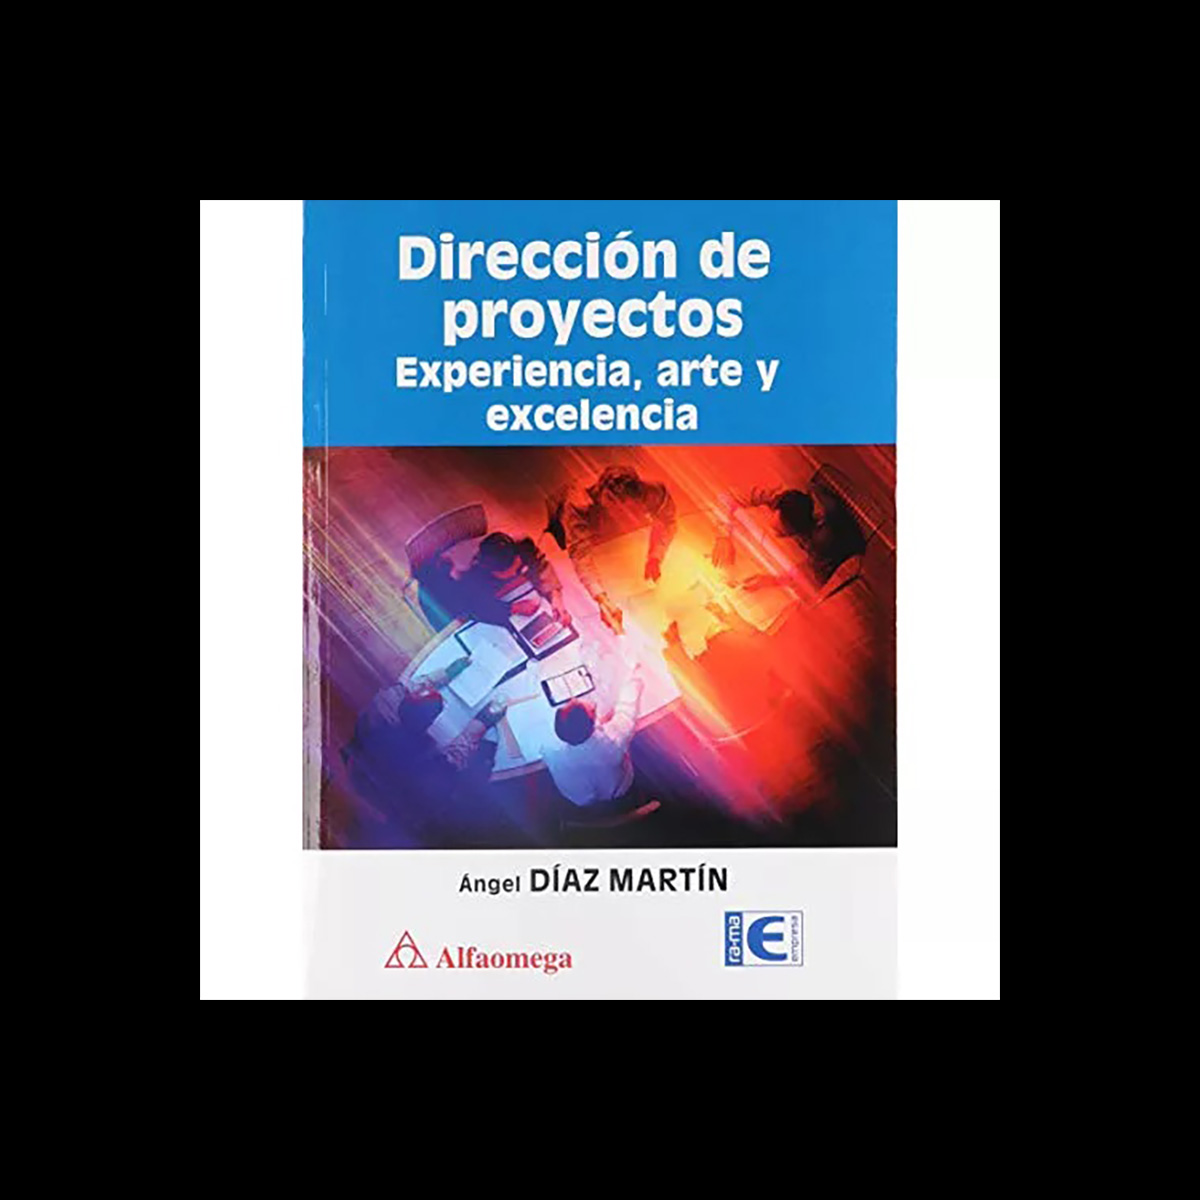 Dirección de
proyectos
Experiencia, arte y
excelencia
Ángel DÍAZ MARTÍN
Alfaomega
ra-ma
E
empresa